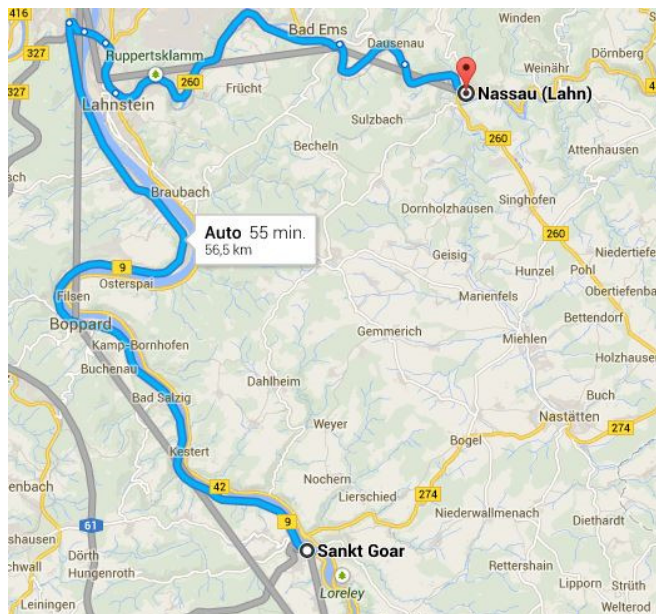 416
Winden
Bad Ems
327
Dausenau
Weinähr
Dörnberg
Ruppertsklamm
327
260
Frücht
Nassau (Lahn)
Lahnstein
Sulzbach
260
Becheln
Attenhausen
Braubach
Singhofen
Dornholzhausen
Auto 55 min.
56,5 km
260
Geisig
Niedertiefe
9
Hunzel
Pohl
Osterspai
Obertiefenba
Filsen
Marienfels
Bettendorf
Boppard
Gemmerich
Miehlen
Kamp-Bornhofen
Holzhause
Buchenau
Dahlheim
Bad Salzig
Buch
Nastätten
Weyer
274
Bogel
Kestert
Nochern
42
Lierschied
274
enbach
Niederwallmenach
61
9
Diethardt
shausen
Dörth
Sankt Goar
chwall
Hungenroth
Rettershain
Loreley
Lipporn
Strüth
Leiningen
Welterod